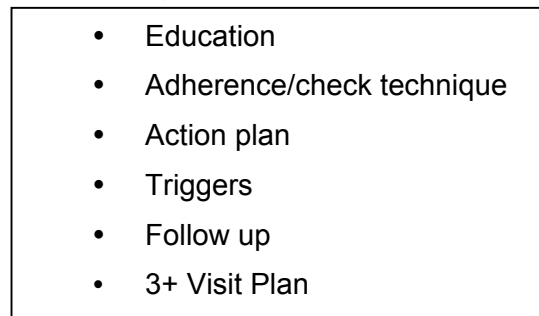 • Education
• Adherence/check technique
• Action plan
• Triggers
• Follow up
• 3+ Visit Plan